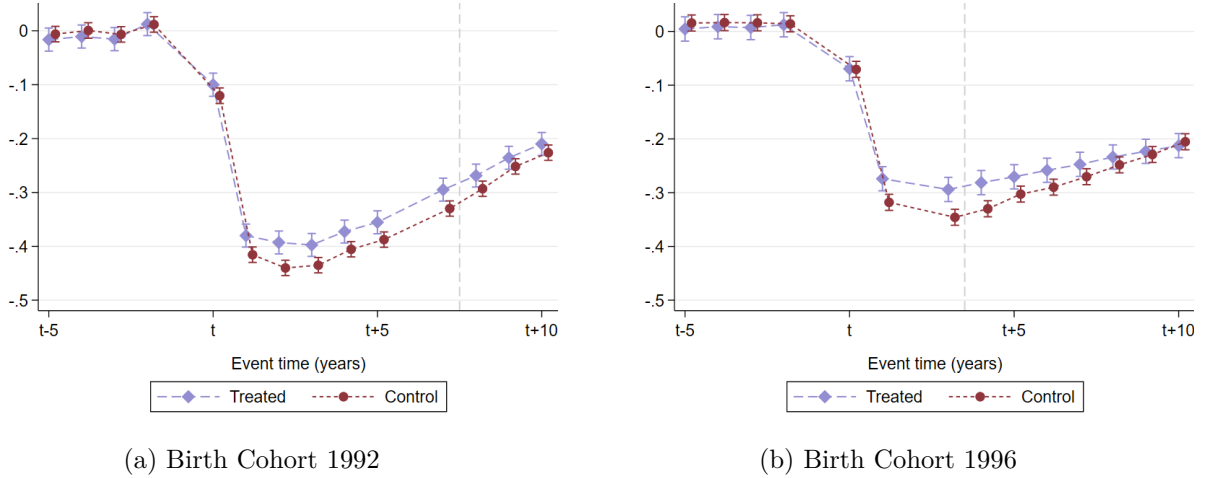 0
-.1
-.2
-.3
-.4
-.5
t-5 t t+5 t+10
Event time (years)
Treated Control
(a) Birth Cohort 1992
0
-.1
-.2
-.3
-.4
-.5
t-5 t t+5 t+10
Event time (years)
Treated Control
(b) Birth Cohort 1996